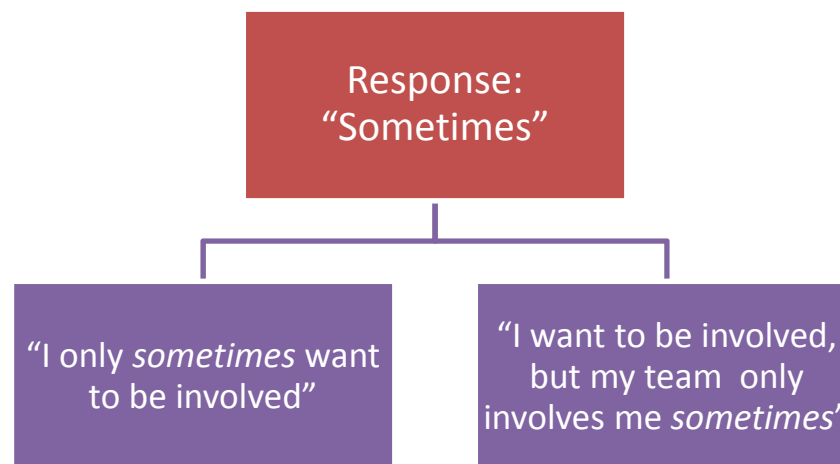 Response:
“Sometimes”
“I only sometimes want
to be involved”
“I want to be involved,
but my team  only
involves me sometimes”